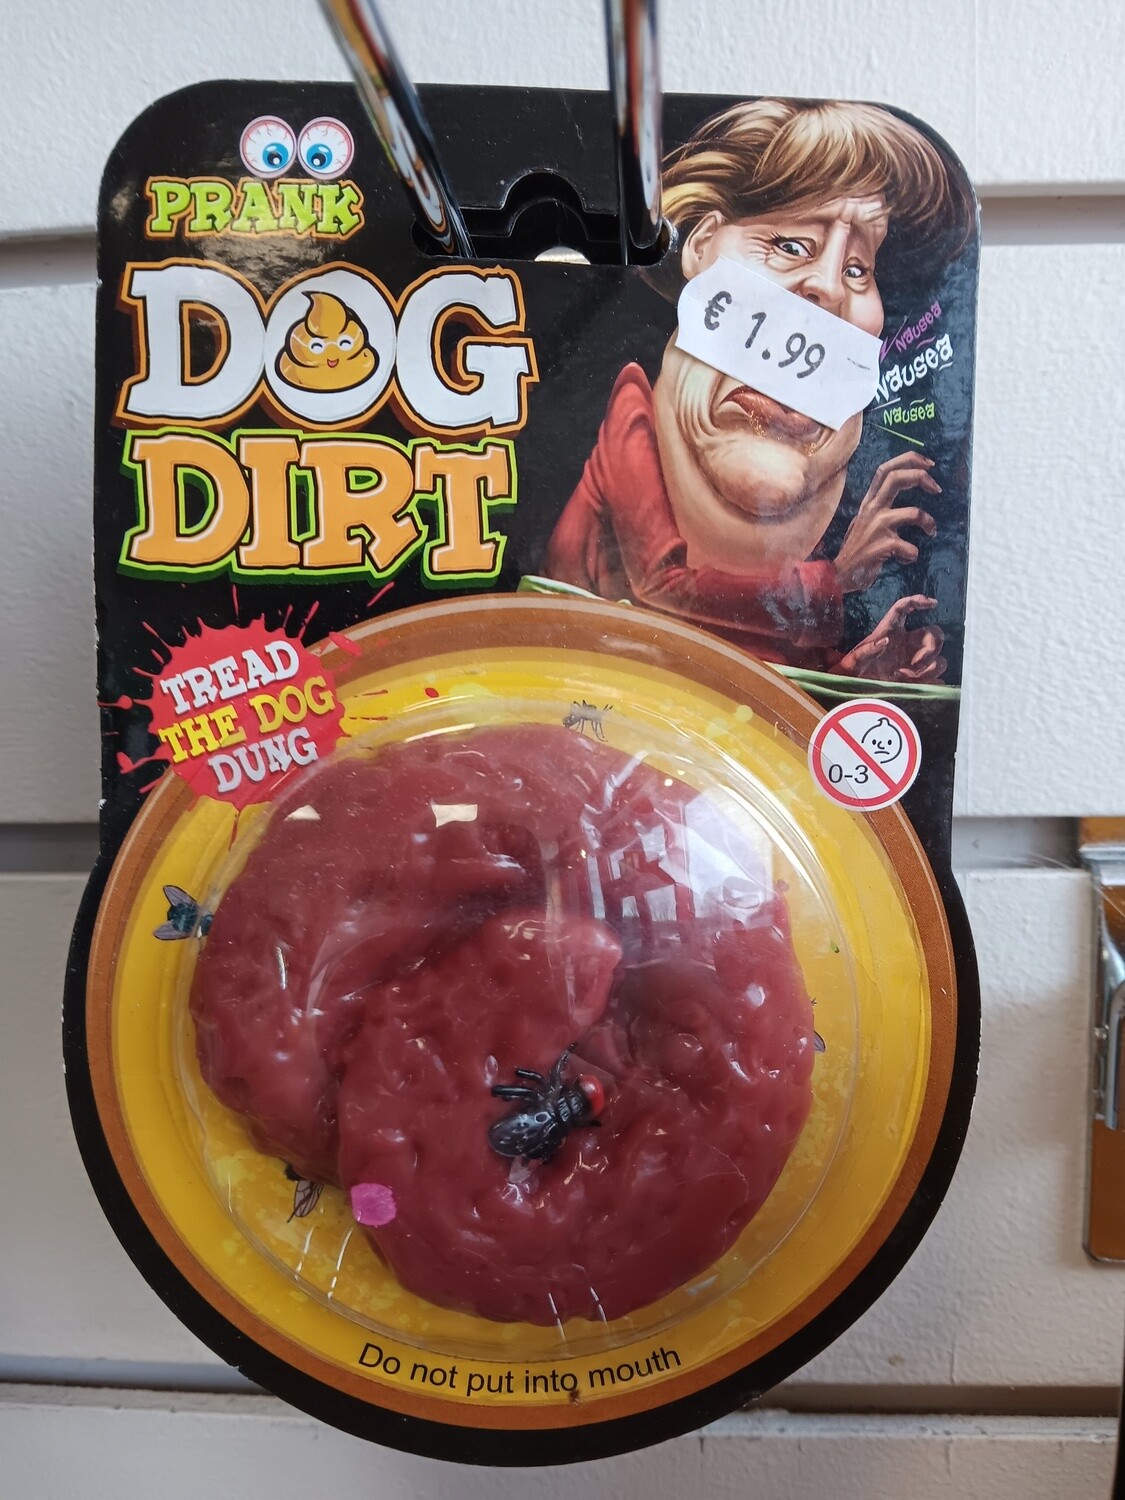 PRANK
DOG
DIRT
€ 1.99
Nausea
Nausea
Nausea
TREAD
THE DOG
DUNG
0-3
Do not put into mouth